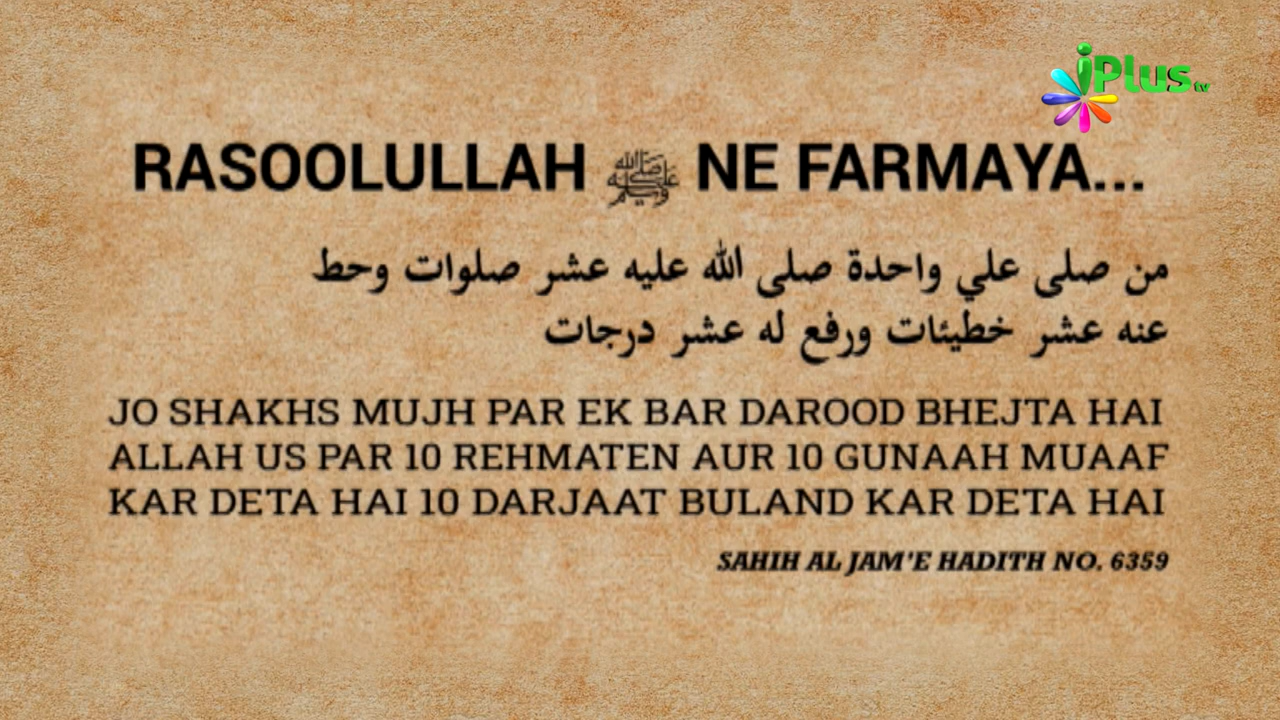 iPlus tv
RASOOLULLAH ﷺ NE FARMAYA...
من صلى علي واحدة صلى الله عليه عشر صلوات وحط
عنه عشر خطيئات ورفع له عشر درجات
JO SHAKHS MUJH PAR EK BAR DAROOD BHEJTA HAI
ALLAH US PAR 10 REHMATEN AUR 10 GUNAAH MUAAF
KAR DETA HAI 10 DARJAAT BULAND KAR DETA HAI
SAHIH AL JAM'E HADITH NO. 6359